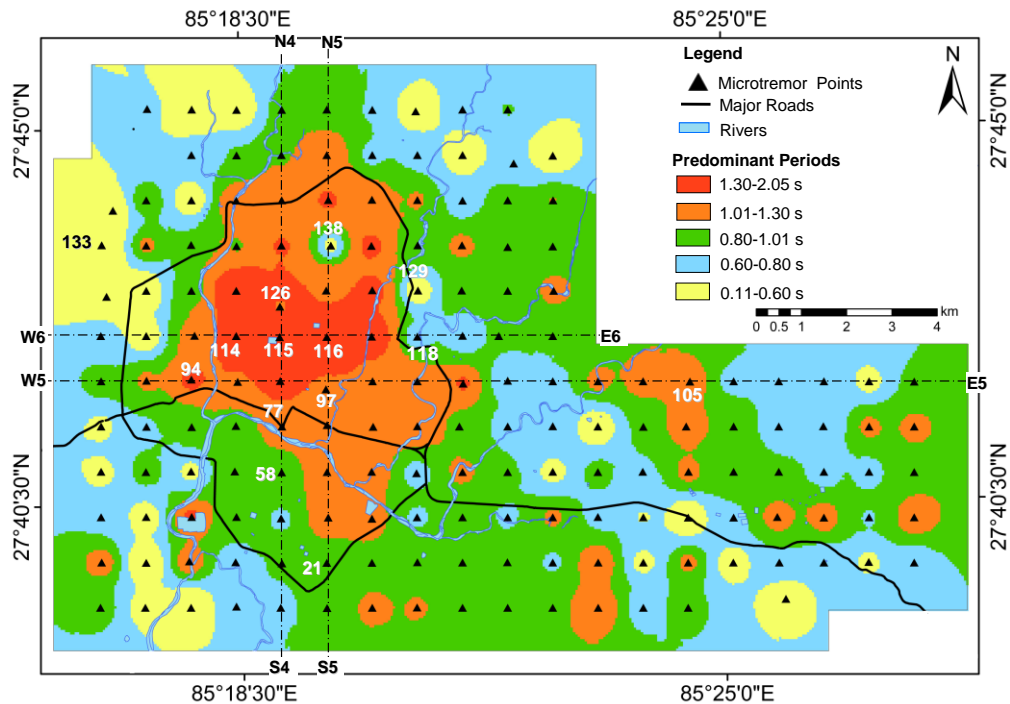 85°18'30"E 85°25'0"E
N4 N5
Legend
Microtremor Points
Major Roads
Rivers
N
27°45'0"N
27°45'0"N
Predominant Periods
1.30-2.05 s
1.01-1.30 s
0.80-1.01 s
0.60-0.80 s
0.11-0.60 s
138
133
129
126
0 0.5 1 2 3 4 km
W6 E6
114 115 116 118
94
W5 E5
97 105
77
58
27°40'30"N
27°40'30"N
21
S4 S5
85°18'30"E 85°25'0"E